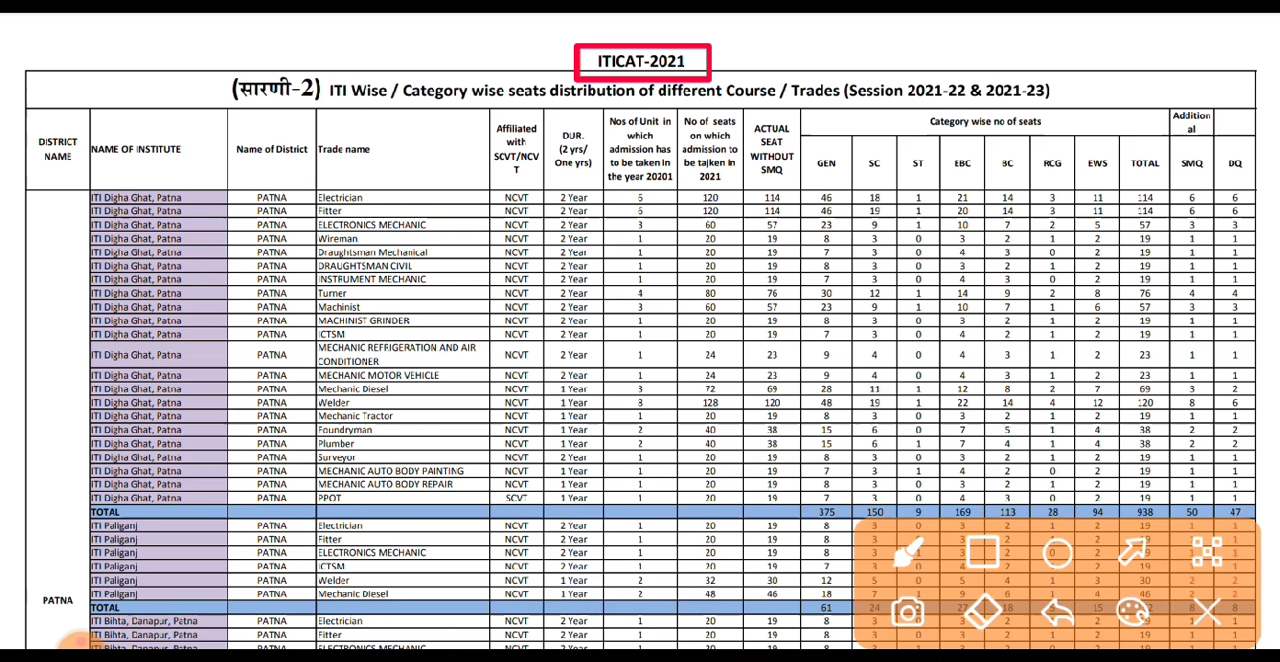 ITICAT-2021
(सारणी-2) ITI Wise / Category wise seats distribution of different Course / Trades (Session 2021-22 & 2021-23)
DISTRICT NAME NAME OF INSTITUTE Name of District Trade name Affiliated with SCVT/NCVT DUR. (2 yrs/ One yrs) Nos of Unit in which admission has to be taken in the year 20201 No of seats on which admission to be tajken in 2021 ACTUAL SEAT WITHOUT SMQ Category wise no of seats Additional
GEN SC ST EBC BC RCG EWS TOTAL SMQ DQ
ITI Digha Ghat, Patna PATNA Electrician NCVT 2 Year 6 120 114 46 18 1 21 14 3 11 114 6 6
ITI Digha Ghat, Patna PATNA Fitter NCVT 2 Year 6 120 114 46 19 1 20 14 3 11 114 6 6
ITI Digha Ghat, Patna PATNA ELECTRONICS MECHANIC NCVT 2 Year 3 60 57 23 9 1 10 7 2 5 57 3 3
ITI Digha Ghat, Patna PATNA Wireman NCVT 2 Year 1 20 19 8 3 0 3 2 1 2 19 1 1
ITI Digha Ghat, Patna PATNA Draughtsman Mechanical NCVT 2 Year 1 20 19 7 3 0 4 3 0 2 19 1 1
ITI Digha Ghat, Patna PATNA DRAUGHTSMAN CIVIL NCVT 2 Year 1 20 19 8 3 0 3 2 1 2 19 1 1
ITI Digha Ghat, Patna PATNA INSTRUMENT MECHANIC NCVT 2 Year 1 20 19 7 3 0 4 3 0 2 19 1 1
ITI Digha Ghat, Patna PATNA Turner NCVT 2 Year 4 80 76 30 12 1 14 9 2 8 76 4 4
ITI Digha Ghat, Patna PATNA Machinist NCVT 2 Year 3 60 57 23 9 1 10 7 1 6 57 3 3
ITI Digha Ghat, Patna PATNA MACHINIST GRINDER NCVT 2 Year 1 20 19 8 3 0 3 2 1 2 19 1 1
ITI Digha Ghat, Patna PATNA ICTSM NCVT 2 Year 1 20 19 7 3 0 4 2 1 2 19 1 1
ITI Digha Ghat, Patna PATNA MECHANIC REFRIGERATION AND AIR CONDITIONER NCVT 2 Year 1 24 23 9 4 0 4 3 1 2 23 1 1
ITI Digha Ghat, Patna PATNA MECHANIC MOTOR VEHICLE NCVT 2 Year 1 24 23 9 4 0 4 3 1 2 23 1 1
ITI Digha Ghat, Patna PATNA Mechanic Diesel NCVT 1 Year 3 72 69 28 11 1 12 8 2 7 69 3 2
ITI Digha Ghat, Patna PATNA Welder NCVT 1 Year 8 128 120 48 19 1 22 14 4 12 120 8 6
ITI Digha Ghat, Patna PATNA Mechanic Tractor NCVT 1 Year 1 20 19 8 3 0 3 2 1 2 19 1 1
ITI Digha Ghat, Patna PATNA Foundryman NCVT 1 Year 2 40 38 15 6 0 7 5 1 4 38 2 2
ITI Digha Ghat, Patna PATNA Plumber NCVT 1 Year 2 40 38 15 6 1 7 4 1 4 38 2 2
ITI Digha Ghat, Patna PATNA Surveyor NCVT 1 Year 1 20 19 8 3 0 3 2 1 2 19 1 1
ITI Digha Ghat, Patna PATNA MECHANIC AUTO BODY PAINTING NCVT 1 Year 1 20 19 7 3 1 4 2 0 2 19 1 1
ITI Digha Ghat, Patna PATNA MECHANIC AUTO BODY REPAIR NCVT 1 Year 1 20 19 8 3 0 3 2 1 2 19 1 1
ITI Digha Ghat, Patna PATNA PPOT SCVT 1 Year 1 20 19 7 3 0 4 3 0 2 19 1 1
TOTAL 375 150 9 169 113 28 94 938 50 47
ITI Paliganj PATNA Electrician NCVT 2 Year 1 20 19 8 3 0 3 2 1 2 19 1 1
ITI Paliganj PATNA Fitter NCVT 2 Year 1 20 19 8 3 3 2 2 1
ITI Paliganj PATNA ELECTRONICS MECHANIC NCVT 2 Year 1 20 19 8 3 3 2 2 19 1
ITI Paliganj PATNA ICTSM NCVT 2 Year 1 20 19 7 3 0 4 2 1 2 19 1 1
ITI Paliganj PATNA Welder NCVT 1 Year 2 32 30 12 5 0 5 4 1 3 30 2 2
ITI Paliganj PATNA Mechanic Diesel NCVT 1 Year 2 48 46 18 7 1 9 6 1 4 46 2 2
PATNA
TOTAL 61 24 18 15 8 8
ITI Bihta, Danapur, Patna PATNA Electrician NCVT 2 Year 1 20 19 8 3 3 2 2 1
ITI Bihta, Danapur, Patna PATNA Fitter NCVT 2 Year 1 20 19 8 3 0 3 2 1 2 19 1 1
ITI Bihta, Danapur, Patna PATNA ELECTRONICS MECHANIC NCVT 2 Year 1 20 19 8 3 0 3 2 1 2 19 1 1